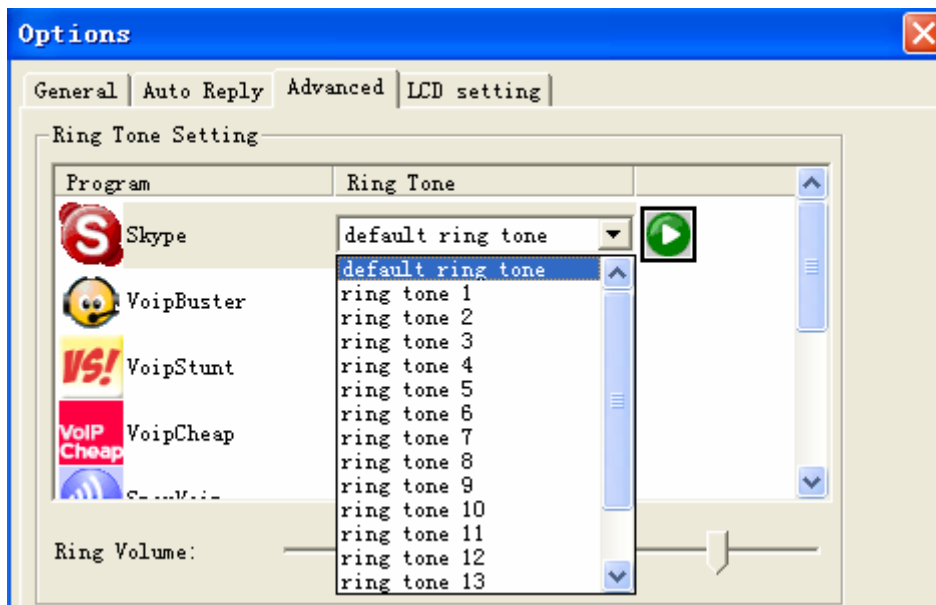 Options
General
Auto Reply
Advanced
LCD setting
Ring Tone Setting
Program
Ring Tone
S
Skype
default ring tone
default ring tone
ring tone 1
ring tone 2
ring tone 3
ring tone 4
ring tone 5
ring tone 6
ring tone 7
ring tone 8
ring tone 9
ring tone 10
ring tone 11
ring tone 12
ring tone 13
VoipBuster
VS!
VoipStunt
VoIP
Cheap
VoipCheap
Ring Volume: